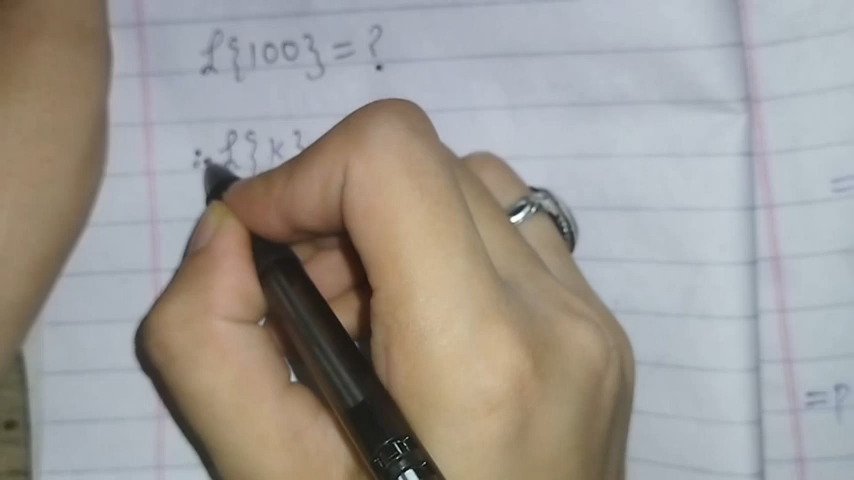 ℒ{100} = ?
∵ ℒ{k}
=
= ?